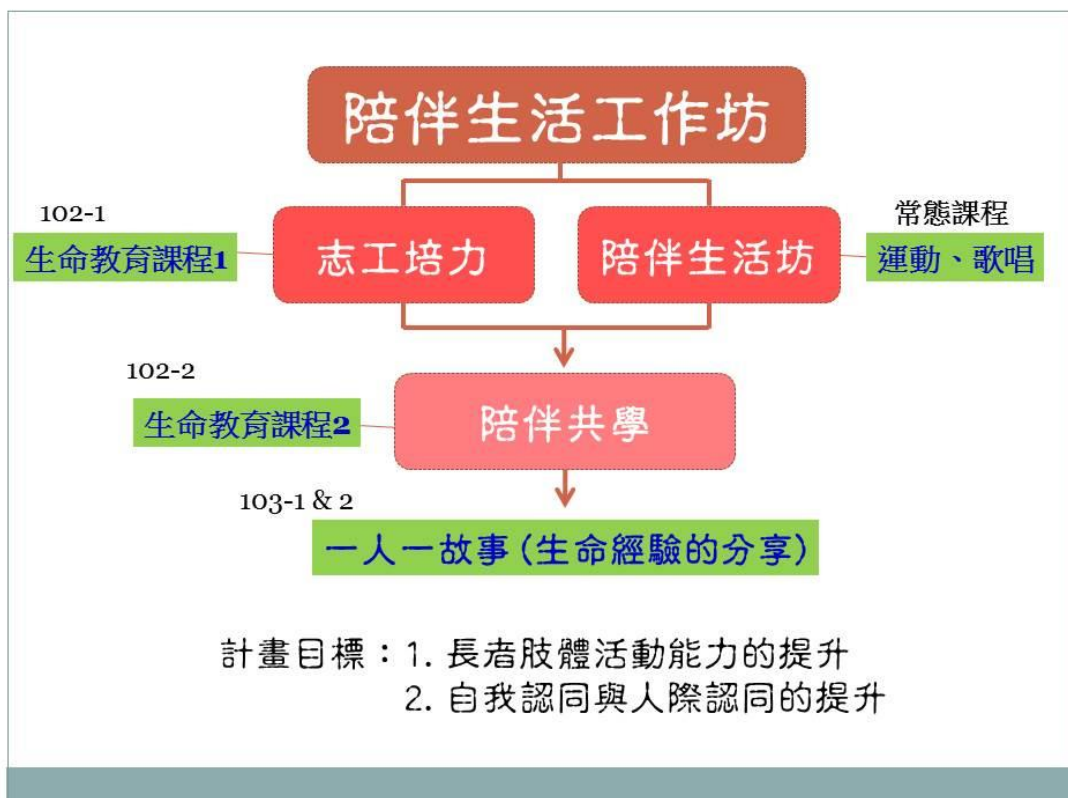 陪伴生活工作坊
102-1
生命教育課程1
志工培力
陪伴生活坊
常態課程
運動、歌唱
102-2
生命教育課程2
陪伴共學
103-1 & 2
一人一故事(生命經驗的分享)
計畫目標：1. 長者肢體活動能力的提升
2. 自我認同與人際認同的提升